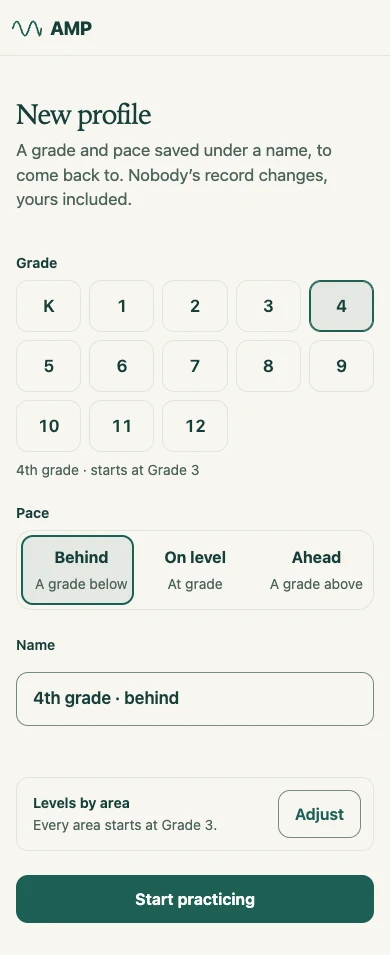 AMP
New profile
A grade and pace saved under a name, to
come back to. Nobody’s record changes,
yours included.
Grade
K 1 2 3 4
5 6 7 8 9
10 11 12
4th grade · starts at Grade 3
Pace
Behind On level Ahead
A grade below At grade A grade above
Name
4th grade · behind
Levels by area
Every area starts at Grade 3.
Adjust
Start practicing